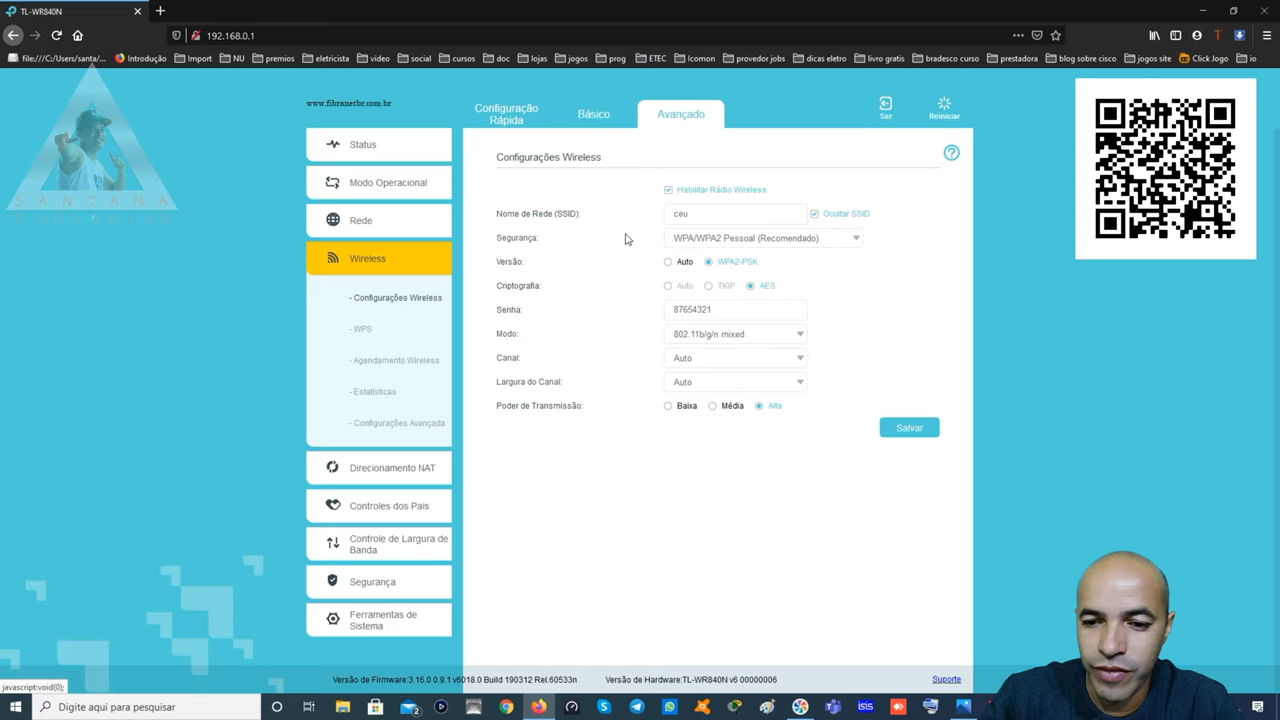 TL-WR840N
192.168.0.1
file:///C:/Users/santa/... Introdução Import NU premios eletricista video social doc lojas jogos prog ETEC Icomon provedor jobs dicas eletro livro gratis bradesco curso prestadora blog sobre cisco jogos site Click Jogo ig
www.fibranetbr.com.br
Configuração
Rápida
Básico
Avançado
Sair
Reiniciar
Status
Modo Operacional
Rede
Wireless
- Configurações Wireless
- WPS
- Agendamento Wireless
- Estatísticas
- Configurações Avançada
Direcionamento NAT
Controles dos Pais
Controle de Largura de
Banda
Segurança
Ferramentas de
Sistema
Configurações Wireless
Habilitar Rádio Wireless
Nome de Rede (SSID): ceu Ocultar SSID
Segurança: WPA/WPA2 Pessoal (Recomendado)
Versão: Auto WPA2-PSK
Criptografia: Auto TKIP AES
Senha: 87654321
Modo: 802.11b/g/n mixed
Canal: Auto
Largura do Canal: Auto
Poder de Transmissão: Baixa Média Alta
Salvar
Versão de Firmware:3.16.0 0.9.1 v6018.0 Build 190312 Rel.60533n Versão de Hardware:TL-WR840N v6 00000006 Suporte
javascript:void(0);
Digite aqui para pesquisar